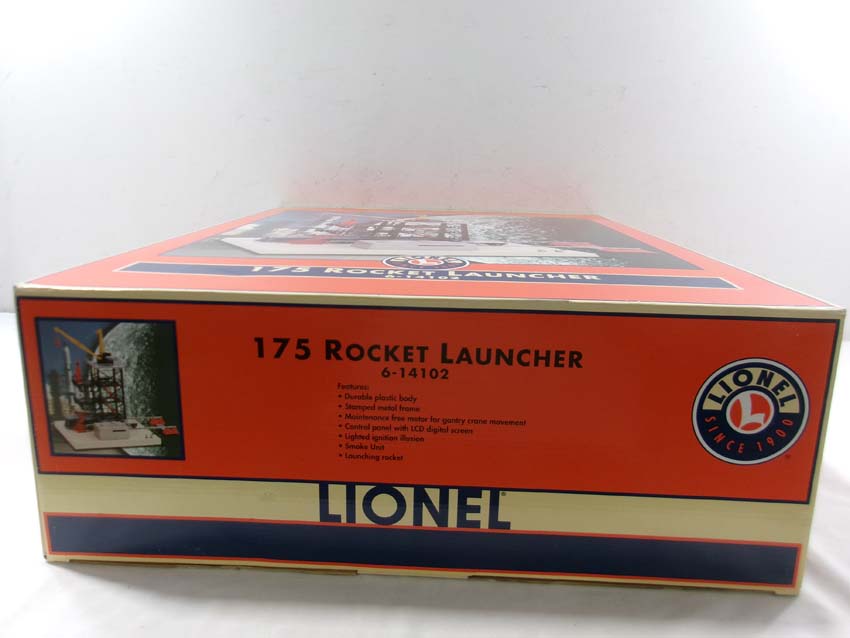 175 ROCKET LAUNCHER
6-14102
175 ROCKET LAUNCHER
6-14102
Features:
• Durable plastic body
• Stamped metal frame
• Maintenance free motor for gantry crane movement
• Control panel with LCD digital screen
• Lighted ignition illusion
• Smoke Unit
• Launching rocket
LIONEL
L
SINCE 1900
®
LIONEL®